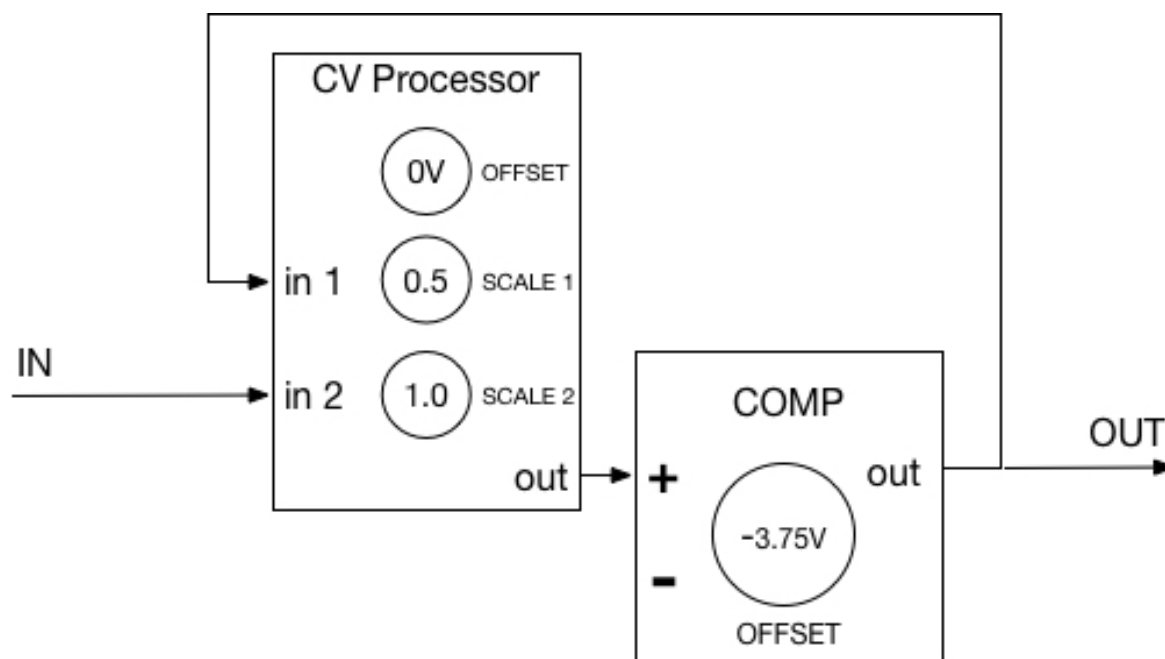 CV Processor
0V OFFSET
in 1 0.5 SCALE 1
IN
in 2 1.0 SCALE 2
out
COMP
OUT
+ out
-3.75V
-
OFFSET